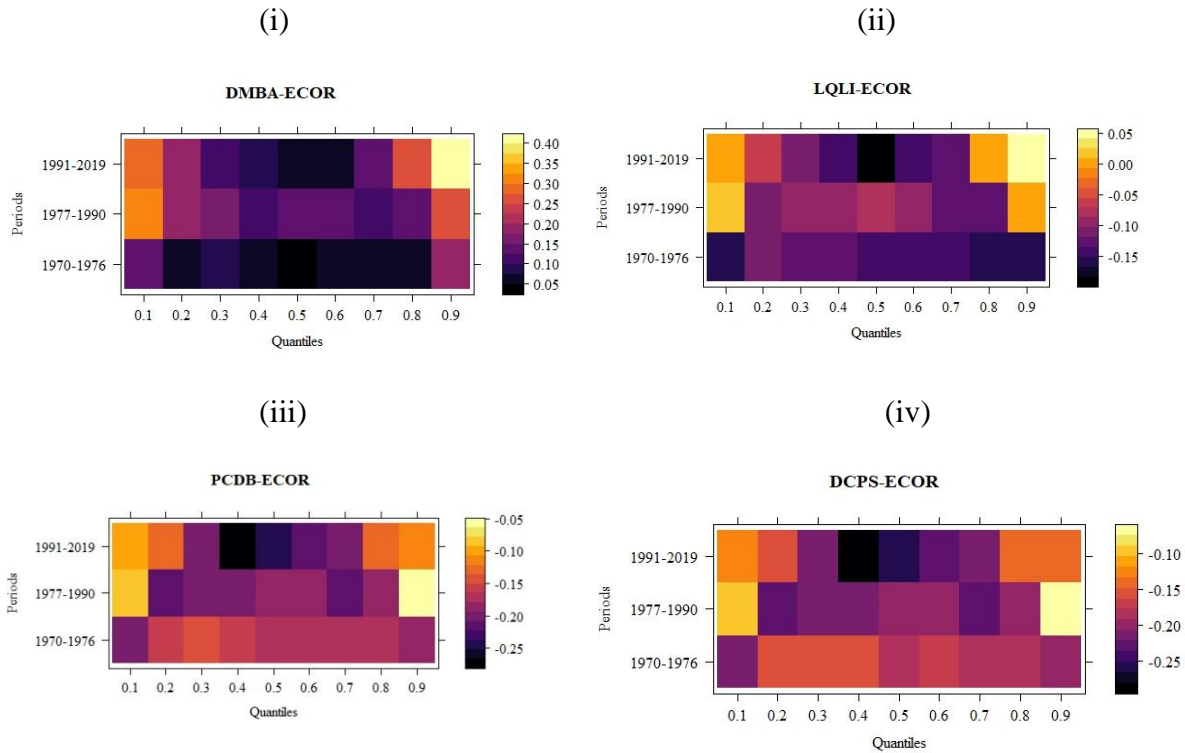 (i)
DMBA-ECOR
Periods
1991-2019
1977-1990
1970-1976
0.1 0.2 0.3 0.4 0.5 0.6 0.7 0.8 0.9
Quantiles
0.40
0.35
0.30
0.25
0.20
0.15
0.10
0.05
(ii)
LQLI-ECOR
Periods
1991-2019
1977-1990
1970-1976
0.1 0.2 0.3 0.4 0.5 0.6 0.7 0.8 0.9
Quantiles
0.05
0.00
-0.05
-0.10
-0.15
(iii)
PCDB-ECOR
Periods
1991-2019
1977-1990
1970-1976
0.1 0.2 0.3 0.4 0.5 0.6 0.7 0.8 0.9
Quantiles
-0.05
-0.10
-0.15
-0.20
-0.25
(iv)
DCPS-ECOR
Periods
1991-2019
1977-1990
1970-1976
0.1 0.2 0.3 0.4 0.5 0.6 0.7 0.8 0.9
Quantiles
-0.10
-0.15
-0.20
-0.25